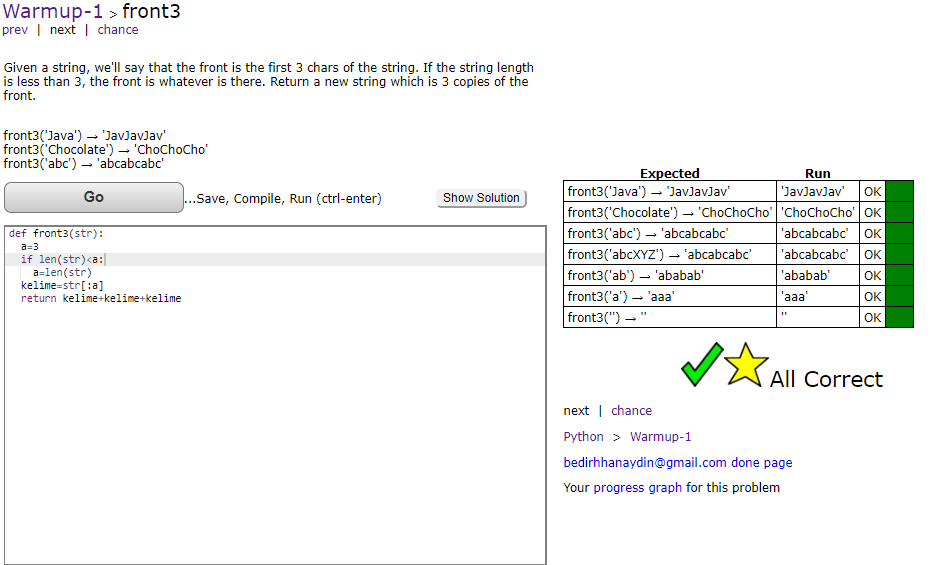 Warmup-1 > front3
prev | next | chance
Given a string, we'll say that the front is the first 3 chars of the string. If the string length
is less than 3, the front is whatever is there. Return a new string which is 3 copies of the
front.
front3('Java') → 'JavJavJav'
front3('Chocolate') → 'ChoChoCho'
front3('abc') → 'abcabcabc'
Go ...Save, Compile, Run (ctrl-enter) Show Solution
def front3(str):
  a=3
  if len(str)<a:
    a=len(str)
  kelime=str[:a]
  return kelime+kelime+kelime
Expected Run
front3('Java') → 'JavJavJav' 'JavJavJav' OK
front3('Chocolate') → 'ChoChoCho' 'ChoChoCho' OK
front3('abc') → 'abcabcabc' 'abcabcabc' OK
front3('abcXYZ') → 'abcabcabc' 'abcabcabc' OK
front3('ab') → 'ababab' 'ababab' OK
front3('a') → 'aaa' 'aaa' OK
front3('') → '' '' OK
All Correct
next | chance
Python > Warmup-1
bedirhhanaydin@gmail.com done page
Your progress graph for this problem